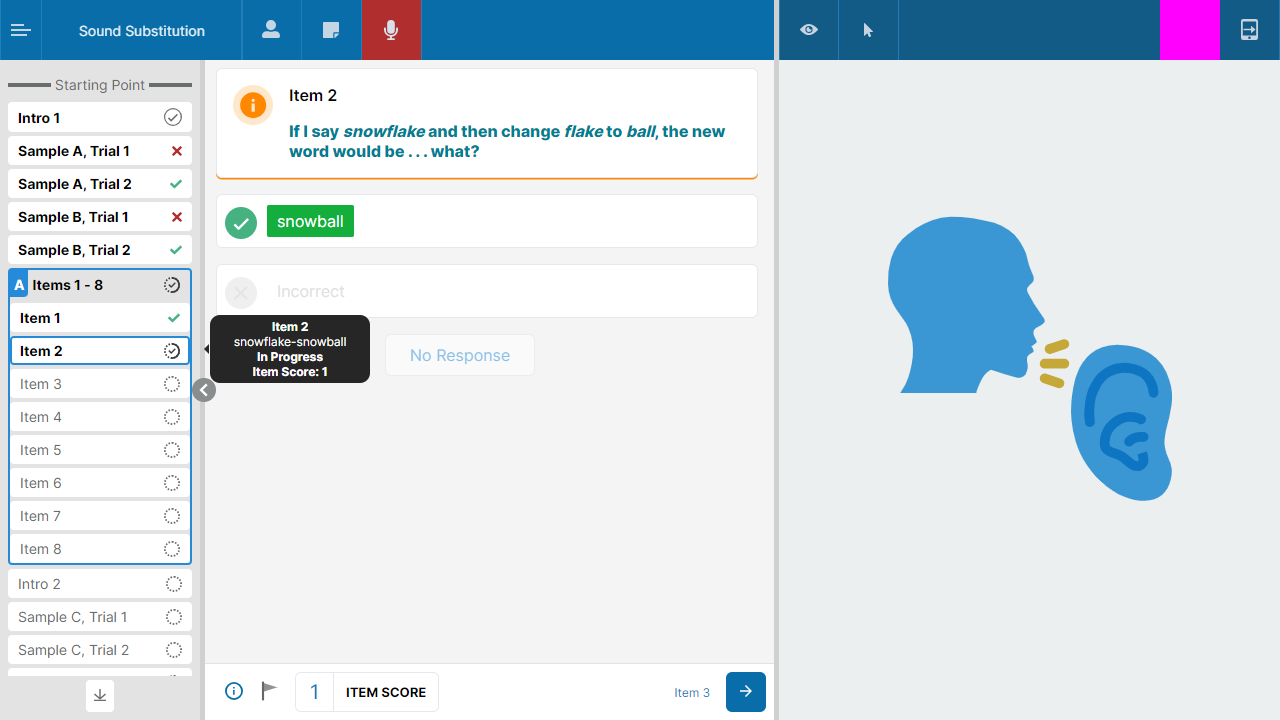 Sound Substitution
Starting Point
Intro 1
Sample A, Trial 1
Sample A, Trial 2
Sample B, Trial 1
Sample B, Trial 2
A Items 1 - 8
Item 1
Item 2
Item 3
Item 4
Item 5
Item 6
Item 7
Item 8
Intro 2
Sample C, Trial 1
Sample C, Trial 2
Item 2
If I say snowflake and then change flake to ball, the new
word would be . . . what?
snowball
Incorrect
Item 2
snowflake-snowball
In Progress
Item Score: 1
No Response
1 ITEM SCORE
Item 3